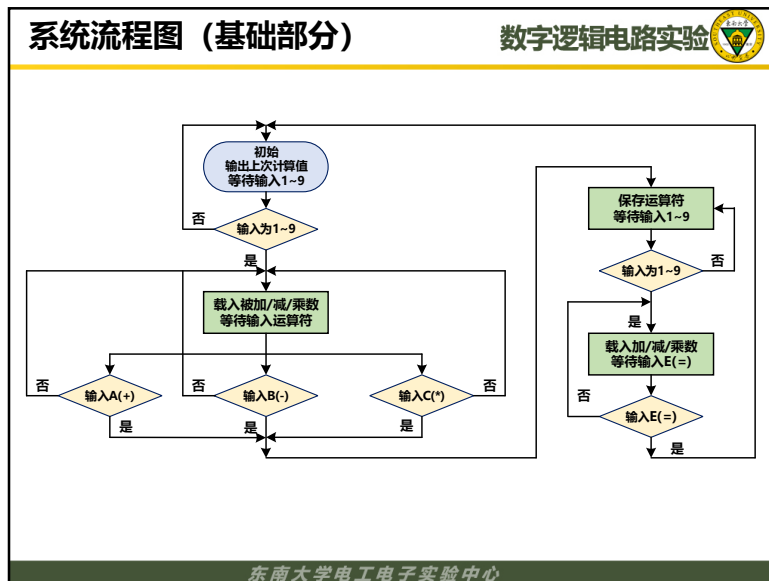 系统流程图（基础部分）
数字逻辑电路实验
初始
输出上次计算值
等待输入1~9
否
输入为1~9
是
载入被加/减/乘数
等待输入运算符
否
输入A(+)
是
否
输入B(-)
是
输入C(*)
否
是
保存运算符
等待输入1~9
输入为1~9
否
是
载入加/减/乘数
等待输入E(=)
否
输入E(=)
是
东南大学电工电子实验中心